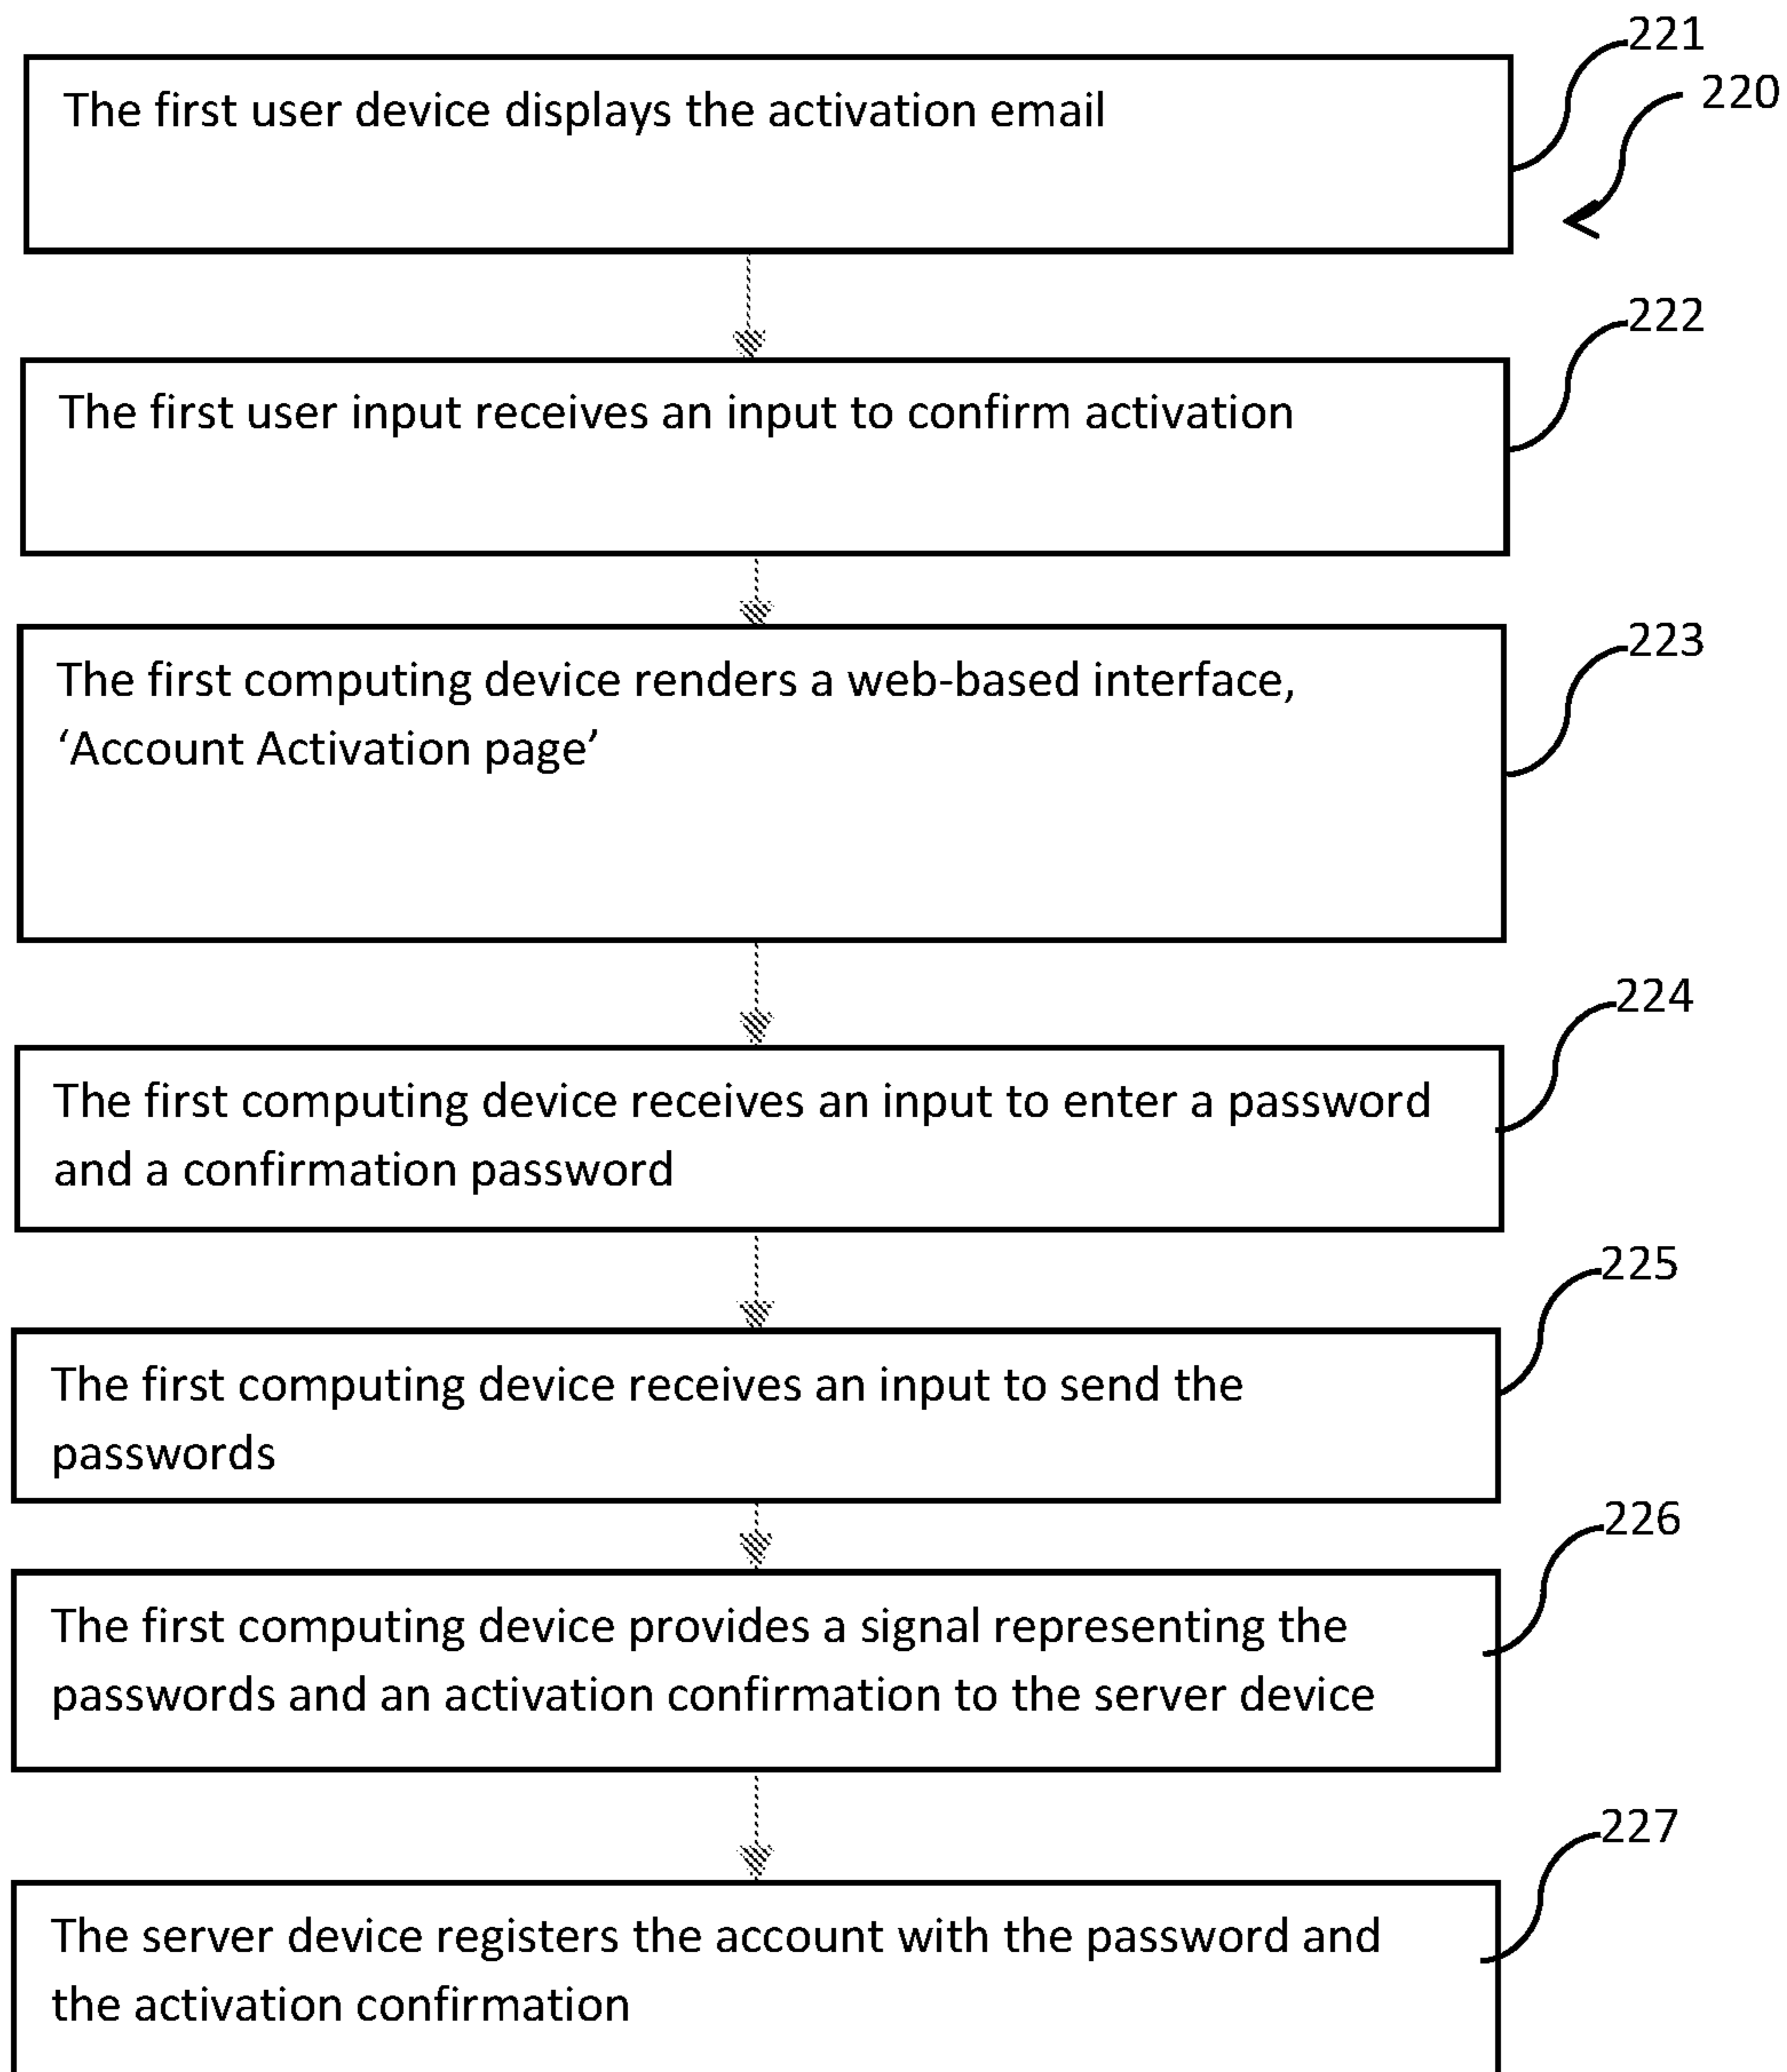 221
220
The first user device displays the activation email
222
The first user input receives an input to confirm activation
223
The first computing device renders a web-based interface,
‘Account Activation page’
224
The first computing device receives an input to enter a password
and a confirmation password
225
The first computing device receives an input to send the
passwords
226
The first computing device provides a signal representing the
passwords and an activation confirmation to the server device
227
The server device registers the account with the password and
the activation confirmation